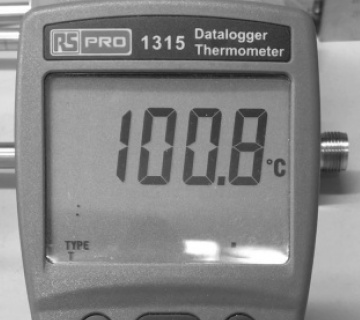 RS PRO 1315 Datalogger
Thermometer
100.8 °C
TYPE
T